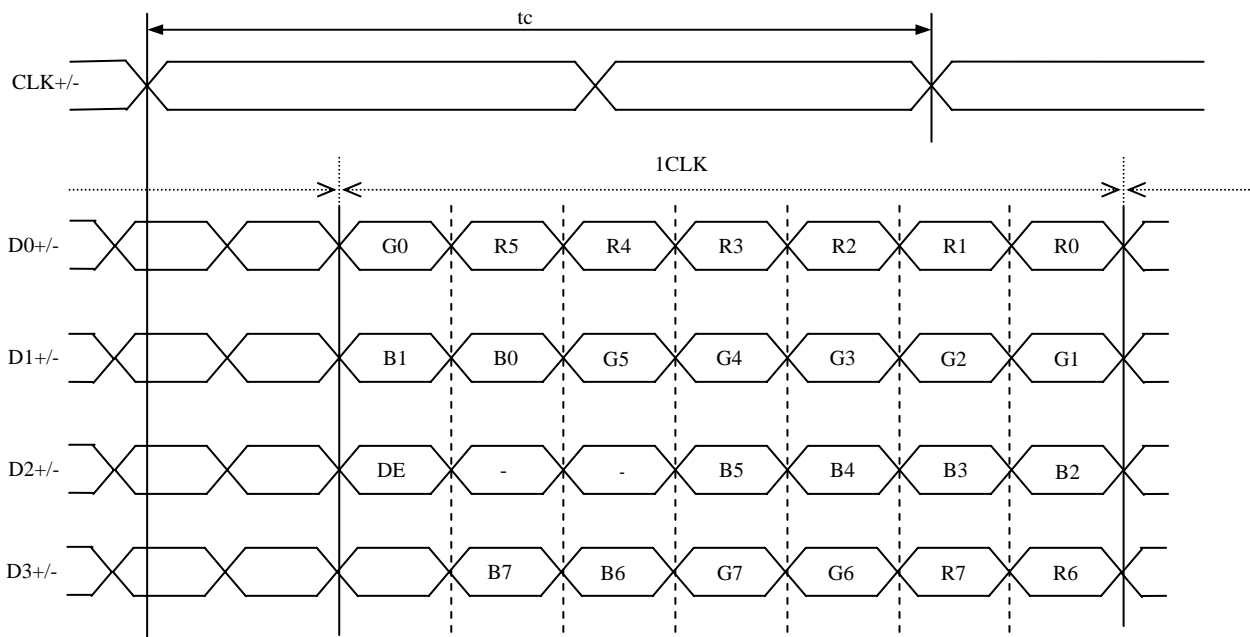 tc
CLK+/-
1CLK
D0+/- G0 R5 R4 R3 R2 R1 R0
D1+/- B1 B0 G5 G4 G3 G2 G1
D2+/- DE - - B5 B4 B3 B2
D3+/- B7 B6 G7 G6 R7 R6